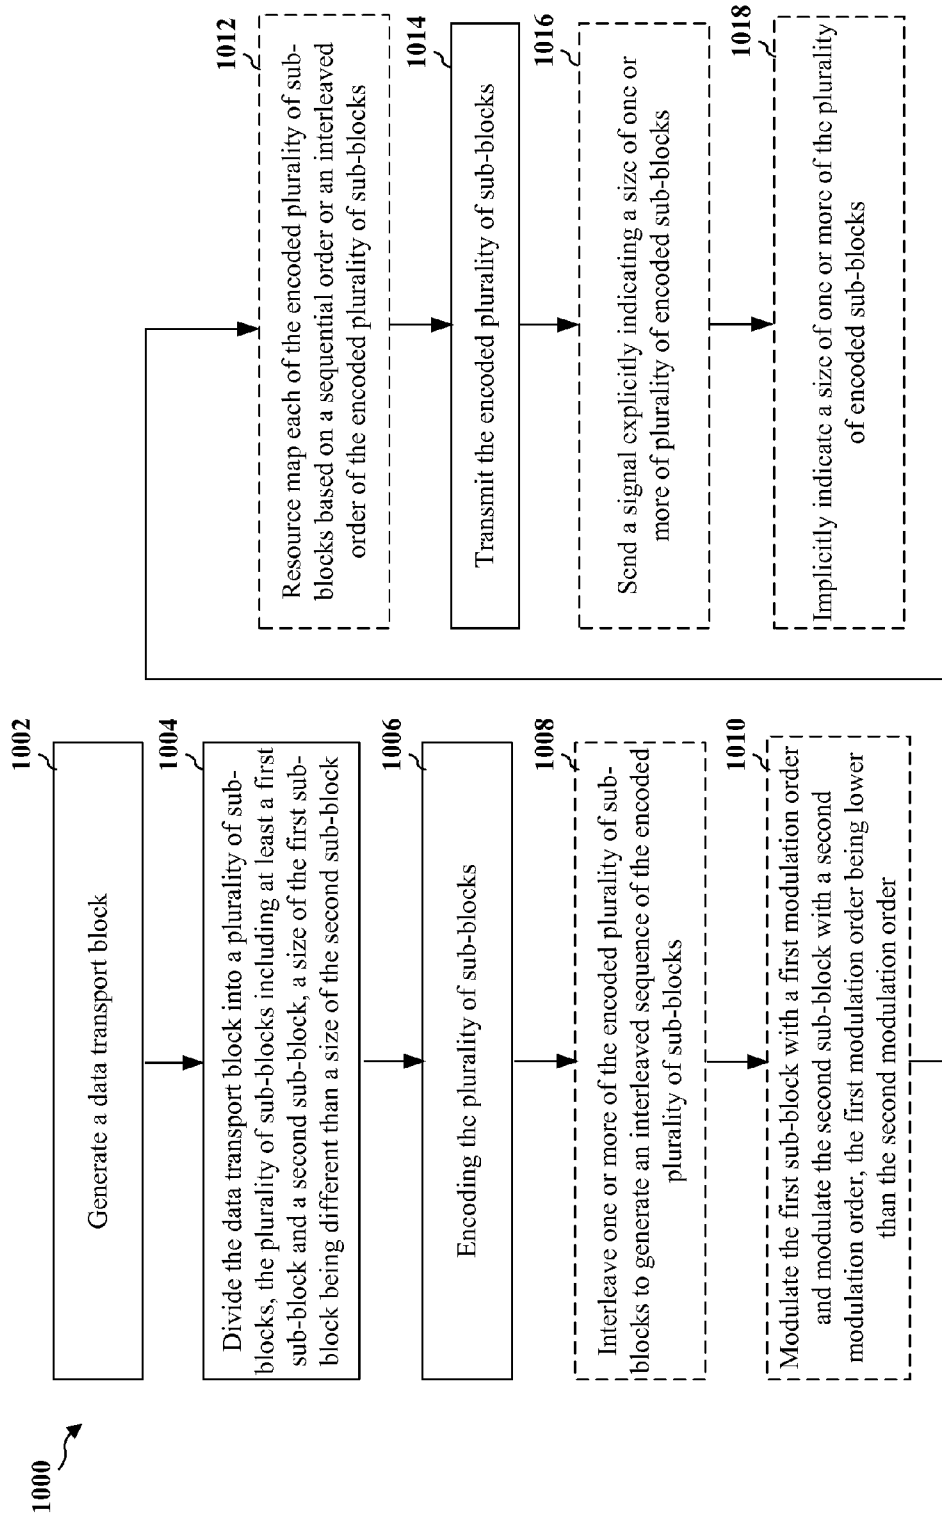 1000
1002
Generate a data transport block
1004
Divide the data transport block into a plurality of sub-
blocks, the plurality of sub-blocks including at least a first
sub-block and a second sub-block, a size of the first sub-
block being different than a size of the second sub-block
1006
Encoding the plurality of sub-blocks
1008
Interleave one or more of the encoded plurality of sub-
blocks to generate an interleaved sequence of the encoded
plurality of sub-blocks
1010
Modulate the first sub-block with a first modulation order
and modulate the second sub-block with a second
modulation order, the first modulation order being lower
than the second modulation order
1012
Resource map each of the encoded plurality of sub-
blocks based on a sequential order or an interleaved
order of the encoded plurality of sub-blocks
1014
Transmit the encoded plurality of sub-blocks
1016
Send a signal explicitly indicating a size of one or
more of plurality of encoded sub-blocks
1018
Implicitly indicate a size of one or more of the plurality
of encoded sub-blocks